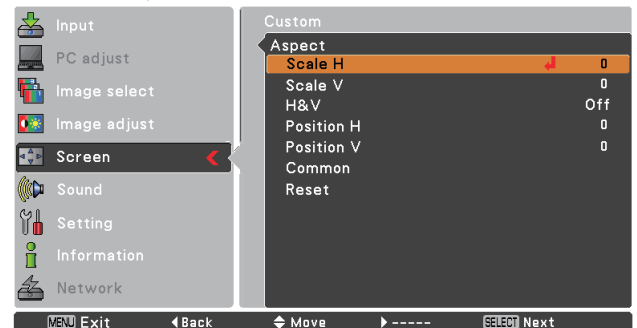 Input
PC adjust
Image select
Image adjust
Screen
Sound
Setting
Information
Network
Custom
Aspect
Scale H 0
Scale V 0
H&V Off
Position H 0
Position V 0
Common
Reset
MENU Exit Back Move ----- SELECT Next